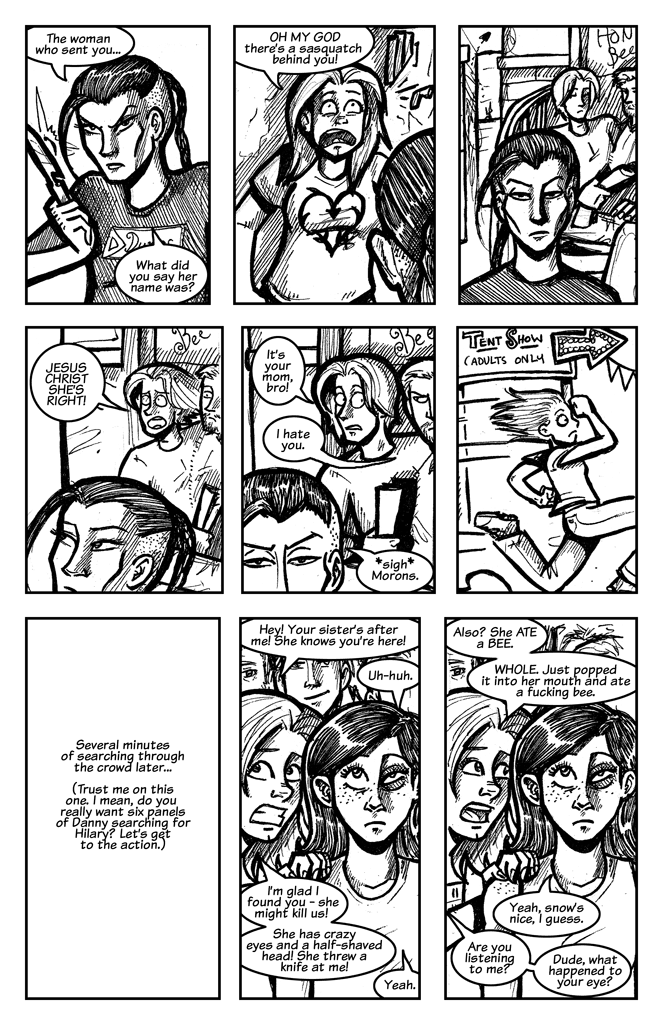 The woman
who sent you...
What did
you say her
name was?
OH MY GOD
there's a sasquatch
behind you!
HON
Bee
JESUS
CHRIST
SHE'S
RIGHT!
Bee
It's
your
mom,
bro!
I hate
you.
*sigh*
Morons.
TENT SHOW
(ADULTS ONLY
Several minutes
of searching through
the crowd later...
(Trust me on this
one. I mean, do you
really want six panels
of Danny searching for
Hilary? Let's get
to the action.)
Hey! Your sister's after
me! She knows you're here!
Uh-huh.
I'm glad I
found you - she
might kill us!
She has crazy
eyes and a half-shaved
head! She threw a
knife at me!
Yeah.
Also? She ATE
a BEE.
WHOLE. Just popped
it into her mouth and ate
a fucking bee.
Yeah, snow's
nice, I guess.
Are you
listening
to me?
Dude, what
happened to
your eye?